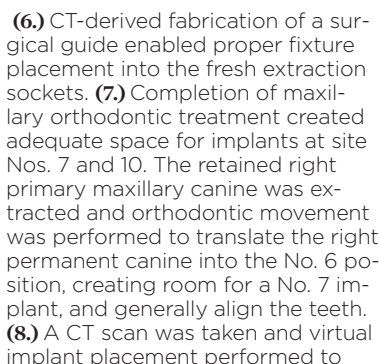 (6.) CT-derived fabrication of a sur-
gical guide enabled proper fixture
placement into the fresh extraction
sockets. (7.) Completion of maxil-
lary orthodontic treatment created
adequate space for implants at site
Nos. 7 and 10. The retained right
primary maxillary canine was ex-
tracted and orthodontic movement
was performed to translate the right
permanent canine into the No. 6 po-
sition, creating room for a No. 7 im-
plant, and generally align the teeth.
(8.) A CT scan was taken and virtual
implant placement performed to